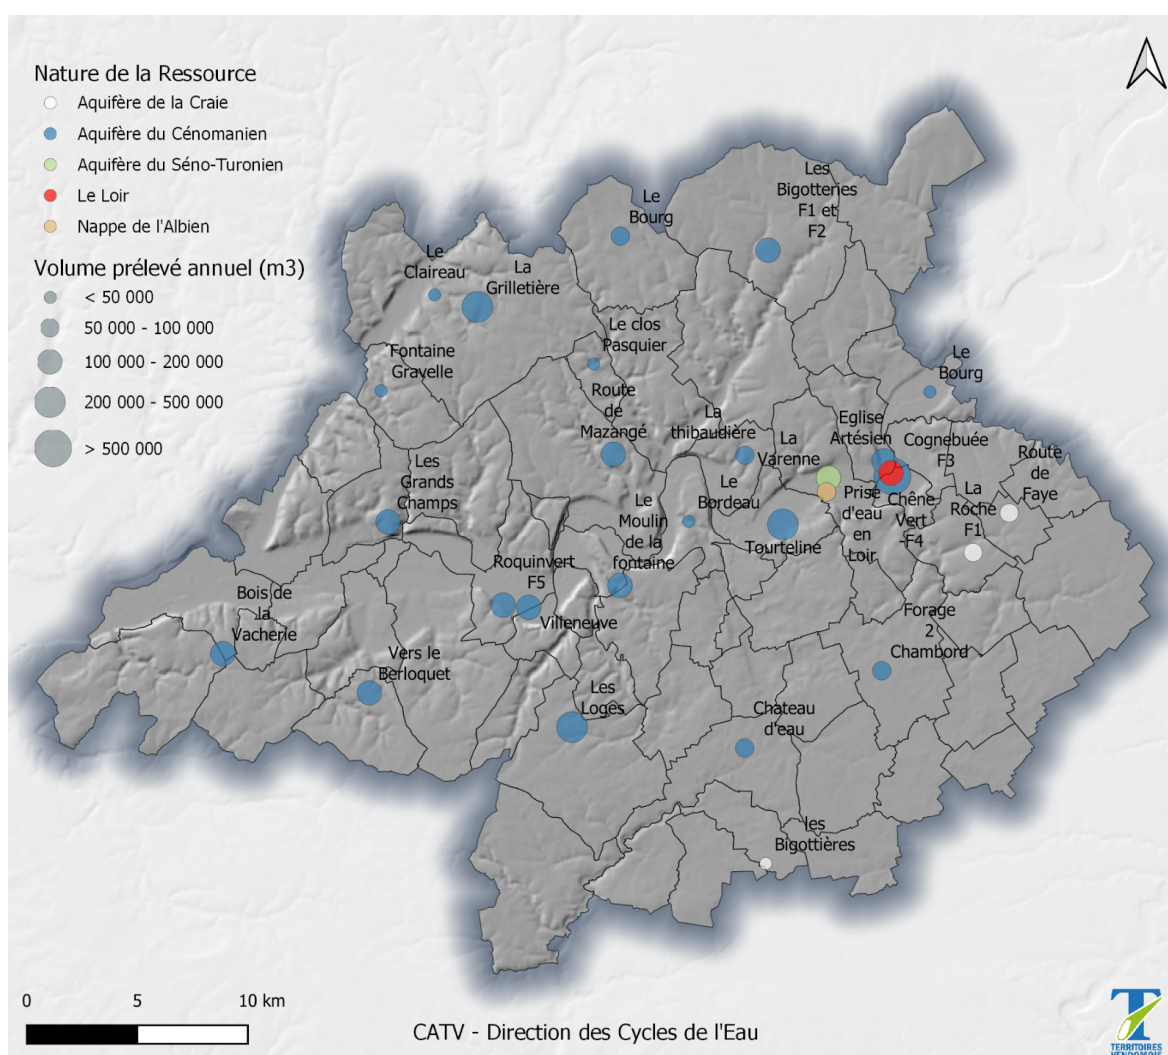 Nature de la Ressource
Aquifère de la Craie
Aquifère du Cénomanien
Aquifère du Séno-Turonien
Le Loir
Nappe de l'Albien
Volume prélevé annuel (m3)
< 50 000
50 000 - 100 000
100 000 - 200 000
200 000 - 500 000
> 500 000
Les
Bigotteries
F1 et
F2
Le
Bourg
Le
Claireau
La
Grilletière
Le clos
Pasquier
Fontaine
Gravelle
Route
de
Mazangé
Le
Bourg
La
thibaudière
La
Varenne
Eglise
Artésien
Cognebuée
F3
Route
de
Faye
Les
Grands
Champs
Le
Bordeau
Prise
d'eau
en
Loir
Chêne
Vert
-F4
La
Roche
F1
Le
Moulin
de la
fontaine
Tourteline
Roquinvert
F5
Villeneuve
Bois de
la
Vacherie
Vers le
Berloquet
Forage
2
Chambord
Les
Loges
Chateau
d'eau
les
Bigottières
0 5 10 km
CATV - Direction des Cycles de l'Eau
TERRITOIRES
VENDOMOIS